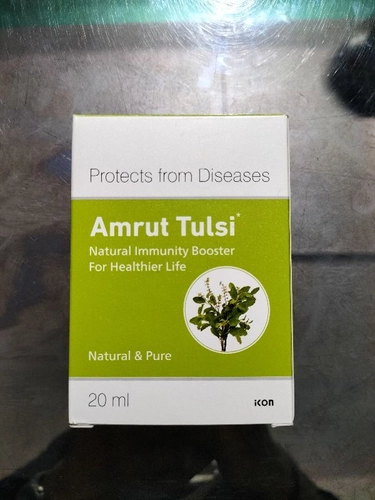 Protects from Diseases
Amrut Tulsi*
Natural Immunity Booster
For Healthier Life
Natural & Pure
20 ml
icon